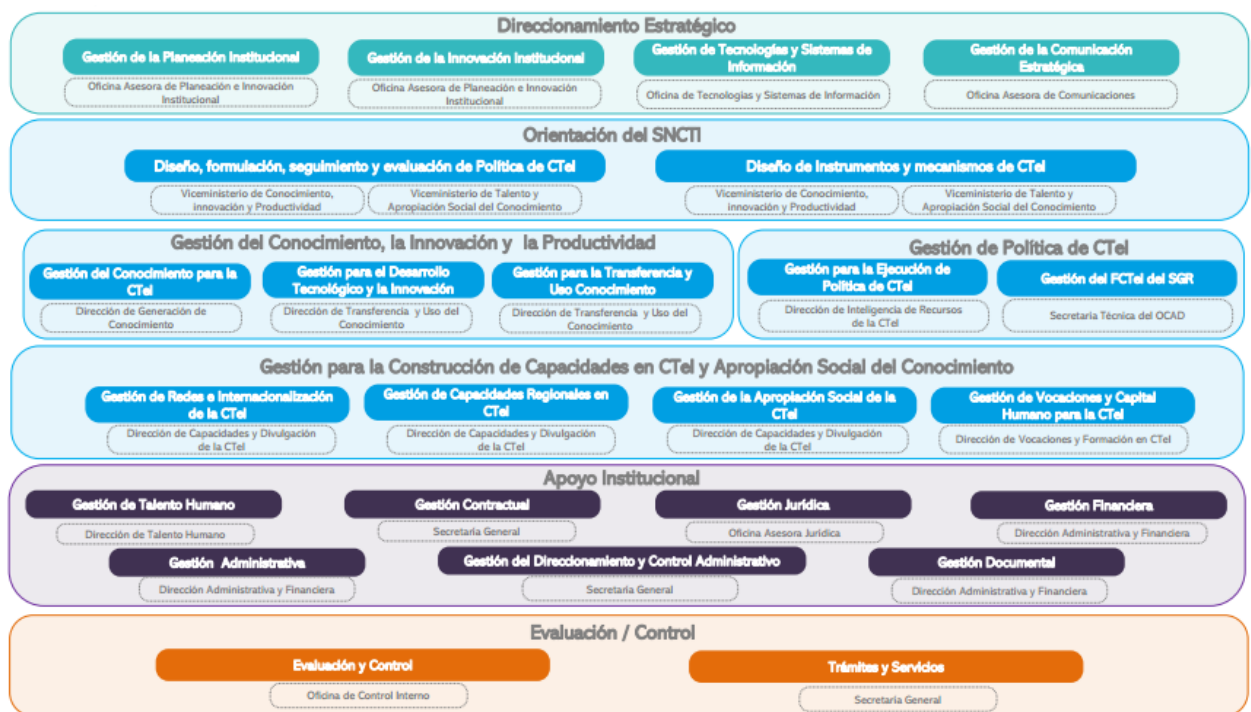 Direccionamiento Estratégico
Gestión de la Planeación Institucional
Oficina Asesora de Planeación e Innovación
Institucional
Gestión de la Innovación Institucional
Oficina Asesora de Planeación e Innovación
Institucional
Gestión de Tecnologías y Sistemas de
Información
Oficina de Tecnologías y Sistemas de Información
Gestión de la Comunicación
Estratégica
Oficina Asesora de Comunicaciones
Orientación del SNCTI
Diseño, formulación, seguimiento y evaluación de Política de CTeI
Viceministerio de Conocimiento,
innovación y Productividad
Viceministerio de Talento y
Apropiación Social del Conocimiento
Diseño de Instrumentos y mecanismos de CTeI
Viceministerio de Conocimiento,
innovación y Productividad
Viceministerio de Talento y
Apropiación Social del Conocimiento
Gestión del Conocimiento, la Innovación y la Productividad
Gestión del Conocimiento para la
CTeI
Dirección de Generación de
Conocimiento
Gestión para el Desarrollo
Tecnológico y la Innovación
Dirección de Transferencia y Uso del
Conocimiento
Gestión para la Transferencia y
Uso Conocimiento
Dirección de Transferencia y Uso del
Conocimiento
Gestión de Política de CTeI
Gestión para la Ejecución de
Política de CTeI
Dirección de Inteligencia de Recursos
de la CTeI
Gestión del FCTeI del SGR
Secretaría Técnica del OCAD
Gestión para la Construcción de Capacidades en CTeI y Apropiación Social del Conocimiento
Gestión de Redes e Internacionalización
de la CTeI
Dirección de Capacidades y Divulgación
de la CTeI
Gestión de Capacidades Regionales en
CTeI
Dirección de Capacidades y Divulgación
de la CTeI
Gestión de la Apropiación Social de la
CTeI
Dirección de Capacidades y Divulgación
de la CTeI
Gestión de Vocaciones y Capital
Humano para la CTeI
Dirección de Vocaciones y Formación en CTeI
Apoyo Institucional
Gestión de Talento Humano
Dirección de Talento Humano
Gestión Contractual
Secretaría General
Gestión Jurídica
Oficina Asesora Jurídica
Gestión Financiera
Dirección Administrativa y Financiera
Gestión Administrativa
Dirección Administrativa y Financiera
Gestión del Direccionamiento y Control Administrativo
Secretaría General
Gestión Documental
Dirección Administrativa y Financiera
Evaluación / Control
Evaluación y Control
Oficina de Control Interno
Trámites y Servicios
Secretaría General